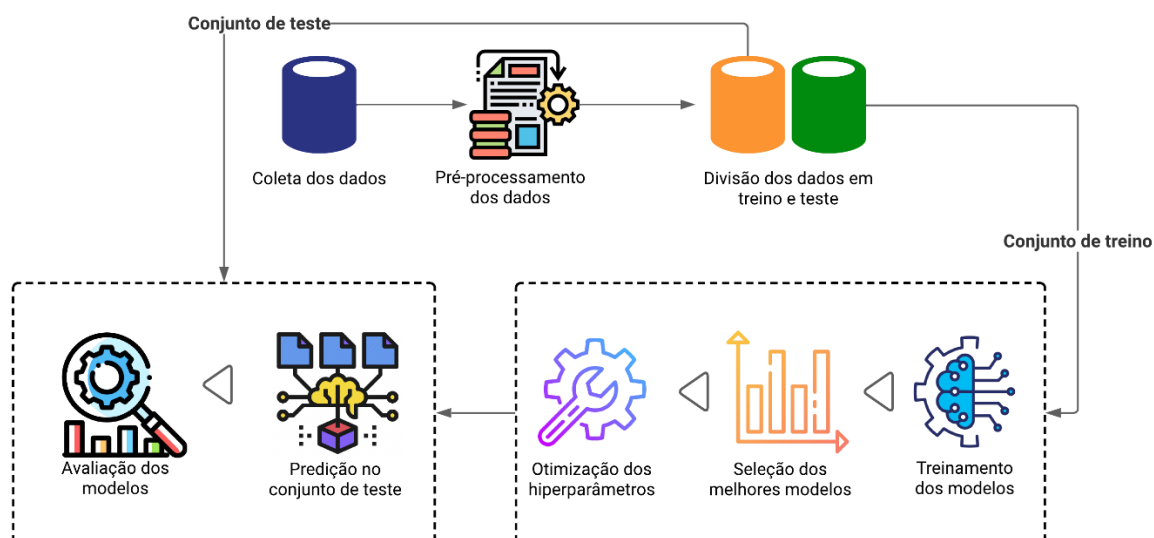 Conjunto de teste
Coleta dos dados
Pré-processamento
dos dados
Divisão dos dados em
treino e teste
Conjunto de treino
Avaliação dos
modelos
Predição no
conjunto de teste
Otimização dos
hiperparâmetros
Seleção dos
melhores modelos
Treinamento
dos modelos